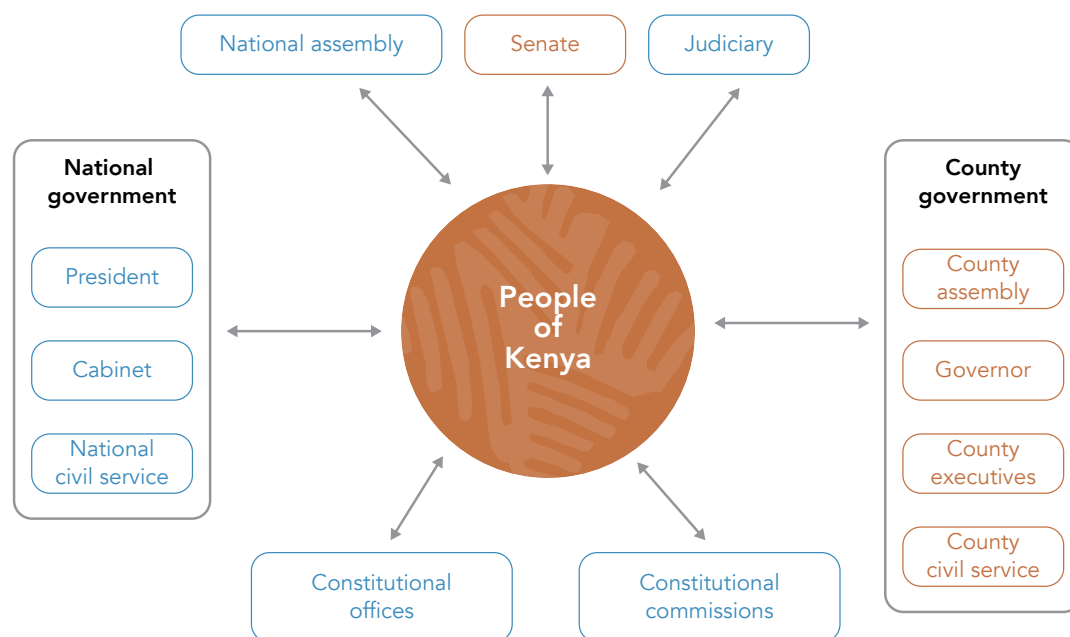 National assembly
Senate
Judiciary
National
government
President
Cabinet
National
civil service
People
of
Kenya
County
government
County
assembly
Governor
County
executives
County
civil service
Constitutional
offices
Constitutional
commissions